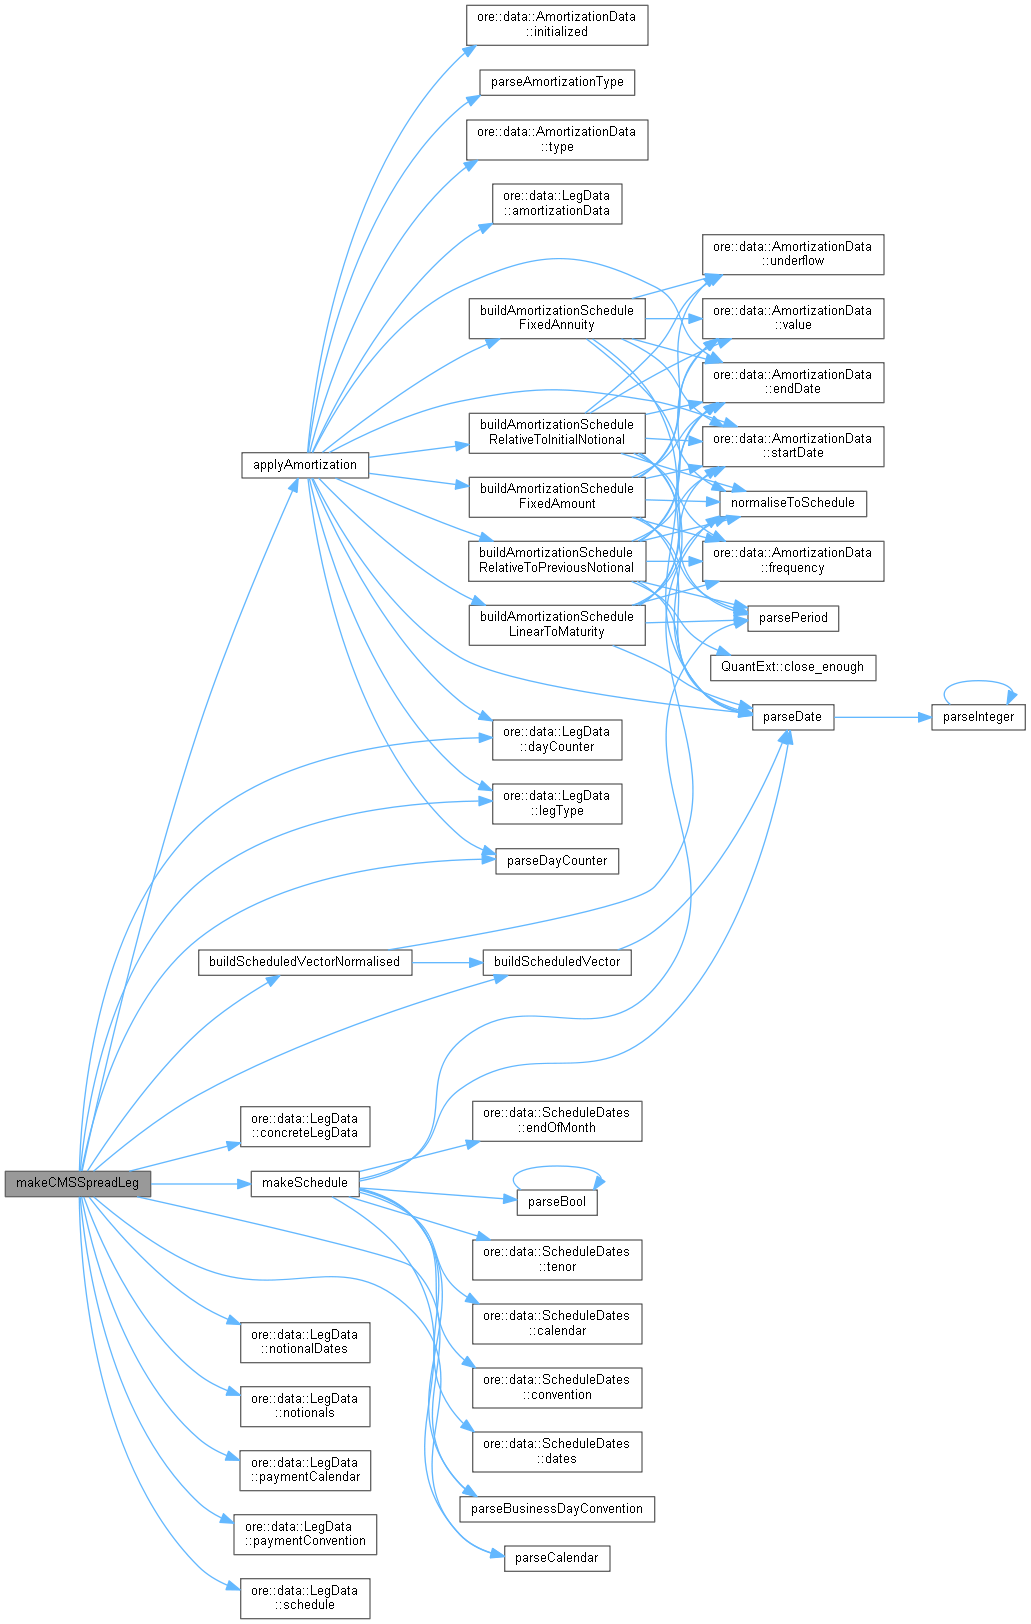 ore::data::AmortizationData
::initialized
parseAmortizationType
ore::data::AmortizationData
::type
ore::data::LegData
::amortizationData
ore::data::AmortizationData
::underflow
buildAmortizationSchedule
FixedAnnuity
ore::data::AmortizationData
::value
ore::data::AmortizationData
::endDate
buildAmortizationSchedule
RelativeToInitialNotional
ore::data::AmortizationData
::startDate
applyAmortization
buildAmortizationSchedule
FixedAmount
normaliseToSchedule
buildAmortizationSchedule
RelativeToPreviousNotional
ore::data::AmortizationData
::frequency
buildAmortizationSchedule
LinearToMaturity
parsePeriod
QuantExt::close_enough
parseDate
parseInteger
ore::data::LegData
::dayCounter
ore::data::LegData
::legType
parseDayCounter
buildScheduledVectorNormalised
buildScheduledVector
ore::data::LegData
::concreteLegData
ore::data::ScheduleDates
::endOfMonth
makeCMSSpreadLeg
makeSchedule
parseBool
ore::data::ScheduleDates
::tenor
ore::data::ScheduleDates
::calendar
ore::data::LegData
::notionalDates
ore::data::ScheduleDates
::convention
ore::data::LegData
::notionals
ore::data::ScheduleDates
::dates
ore::data::LegData
::paymentCalendar
parseBusinessDayConvention
ore::data::LegData
::paymentConvention
parseCalendar
ore::data::LegData
::schedule